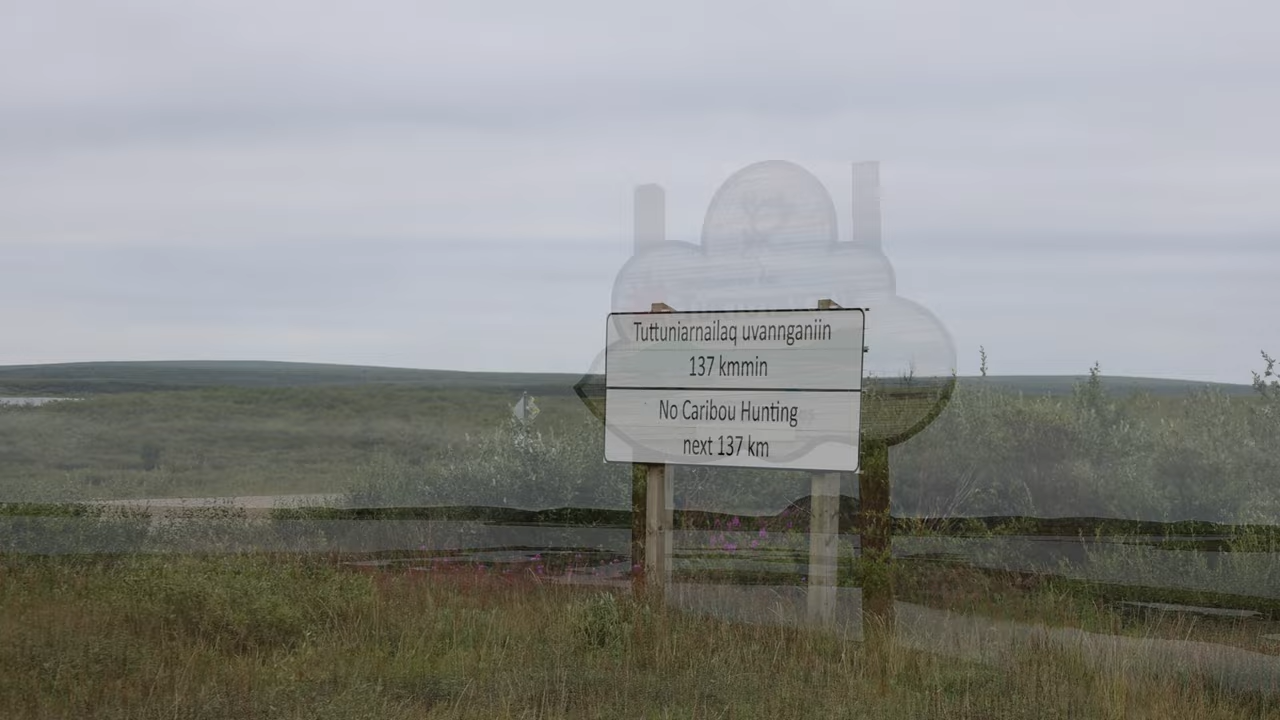 Tuttuniarnailaq uvannganiin
137 kmmin
No Caribou Hunting
next 137 km